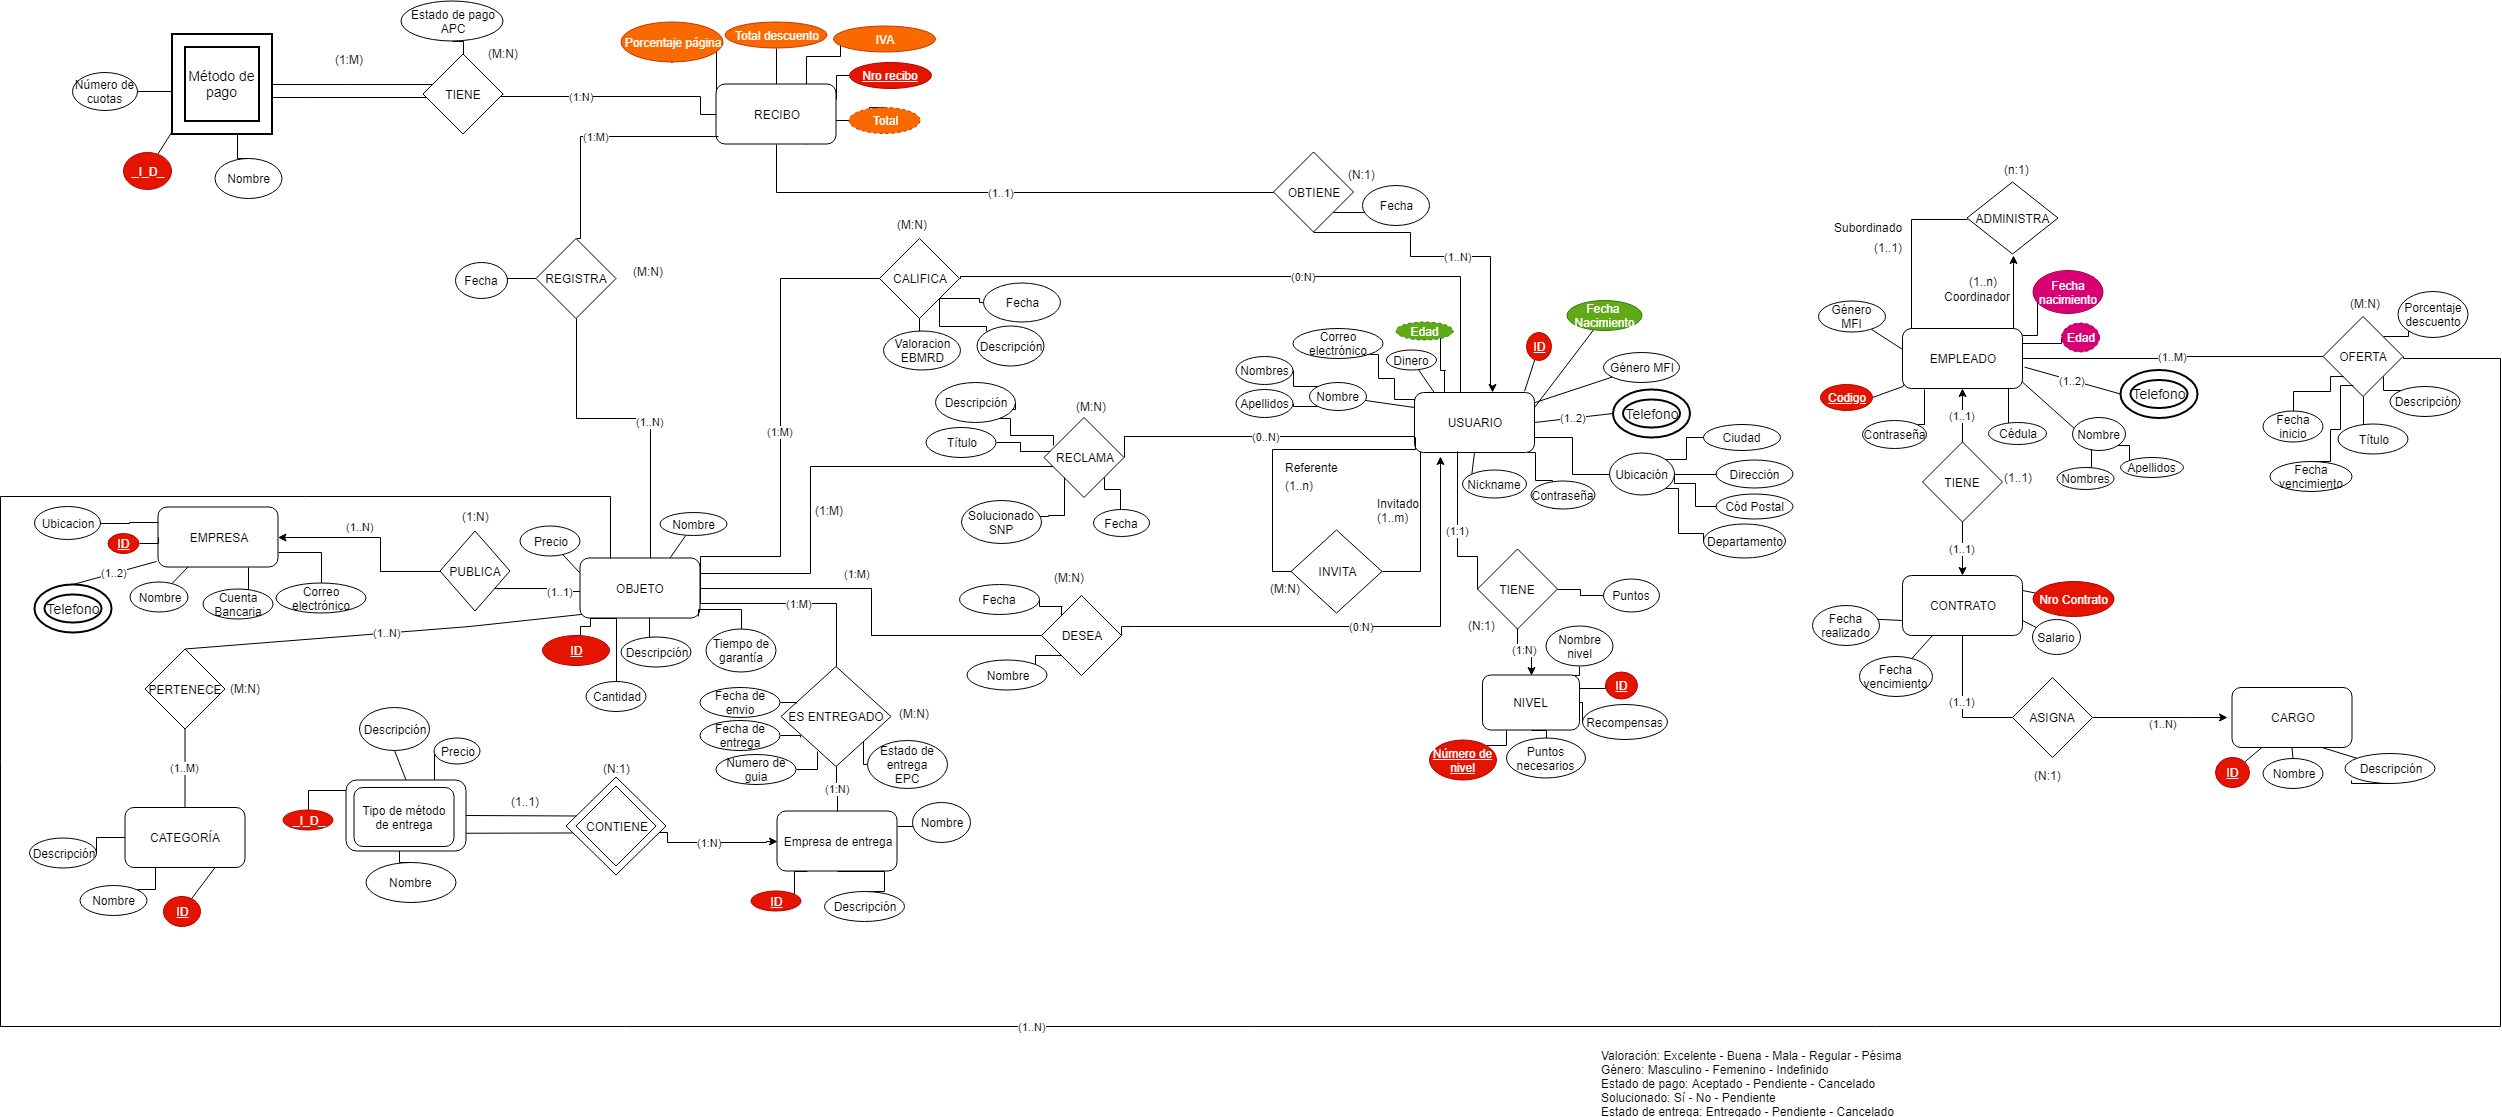 Estado de pago
APC
(M:N)
(1:M)
Número de
cuotas
Método de
pago
TIENE
_I_D_
Nombre
(1:N)
Porcentaje página
Total descuento
IVA
Nro recibo
Total
RECIBO
(1:M)
(1..1)
OBTIENE
(N:1)
Fecha
(1..N)
Fecha
REGISTRA
(M:N)
(1..N)
(M:N)
CALIFICA
(0:N)
Fecha
Descripción
Valoracion
EBMRD
(1:M)
Descripción
Título
(M:N)
RECLAMA
(0..N)
Solucionado
SNP
Fecha
(1:M)
Nombres
Apellidos
Nombre
Correo
electrónico
Dinero
Edad
ID
Fecha
Nacimiento
Género MFI
Telefono
(1..2)
USUARIO
Ubicación
Ciudad
Dirección
Cód Postal
Departamento
Nickname
Contraseña
Referente
(1..n)
Invitado
(1..m)
INVITA
(M:N)
(1:1)
TIENE
Puntos
(N:1)
(1:N)
Nombre
nivel
ID
NIVEL
Recompensas
Número de
nivel
Puntos
necesarios
(n:1)
ADMINISTRA
Subordinado
(1..1)
(1..n)
Coordinador
Fecha
nacimiento
Edad
Género
MFI
EMPLEADO
Codigo
Contraseña
Cédula
Nombre
Nombres
Apellidos
(1..2)
Telefono
(1..M)
(M:N)
OFERTA
Porcentaje
descuento
Descripción
Título
Fecha
inicio
Fecha
vencimiento
(1..1)
TIENE
(1..1)
(1..1)
CONTRATO
Nro Contrato
Salario
Fecha
realizado
Fecha
vencimiento
(1..1)
ASIGNA
(N:1)
(1..N)
CARGO
ID
Nombre
Descripción
Ubicacion
ID
EMPRESA
(1..2)
Telefono
Nombre
Cuenta
Bancaria
Correo
electrónico
(1..N)
(1:N)
PUBLICA
(1..1)
Precio
Nombre
OBJETO
ID
Cantidad
Descripción
Tiempo de
garantía
(1:M)
(1:M)
(M:N)
Fecha
DESEA
Nombre
(0:N)
(1..N)
PERTENECE
(M:N)
(1..M)
CATEGORÍA
Descripción
Nombre
ID
Descripción
Precio
Tipo de método
de entrega
_I_D_
Nombre
(1..1)
(N:1)
CONTIENE
(1:N)
Fecha de
envio
Fecha de
entrega
Número de
guia
ES ENTREGADO
(M:N)
Estado de
entrega
EPC
(1:N)
Empresa de entrega
Nombre
ID
Descripción
(1..N)
Valoración: Excelente - Buena - Mala - Regular - Pésima
Género: Masculino - Femenino - Indefinido
Estado de pago: Aceptado - Pendiente - Cancelado
Solucionado: Sí - No - Pendiente
Estado de entrega: Entregado - Pendiente - Cancelado